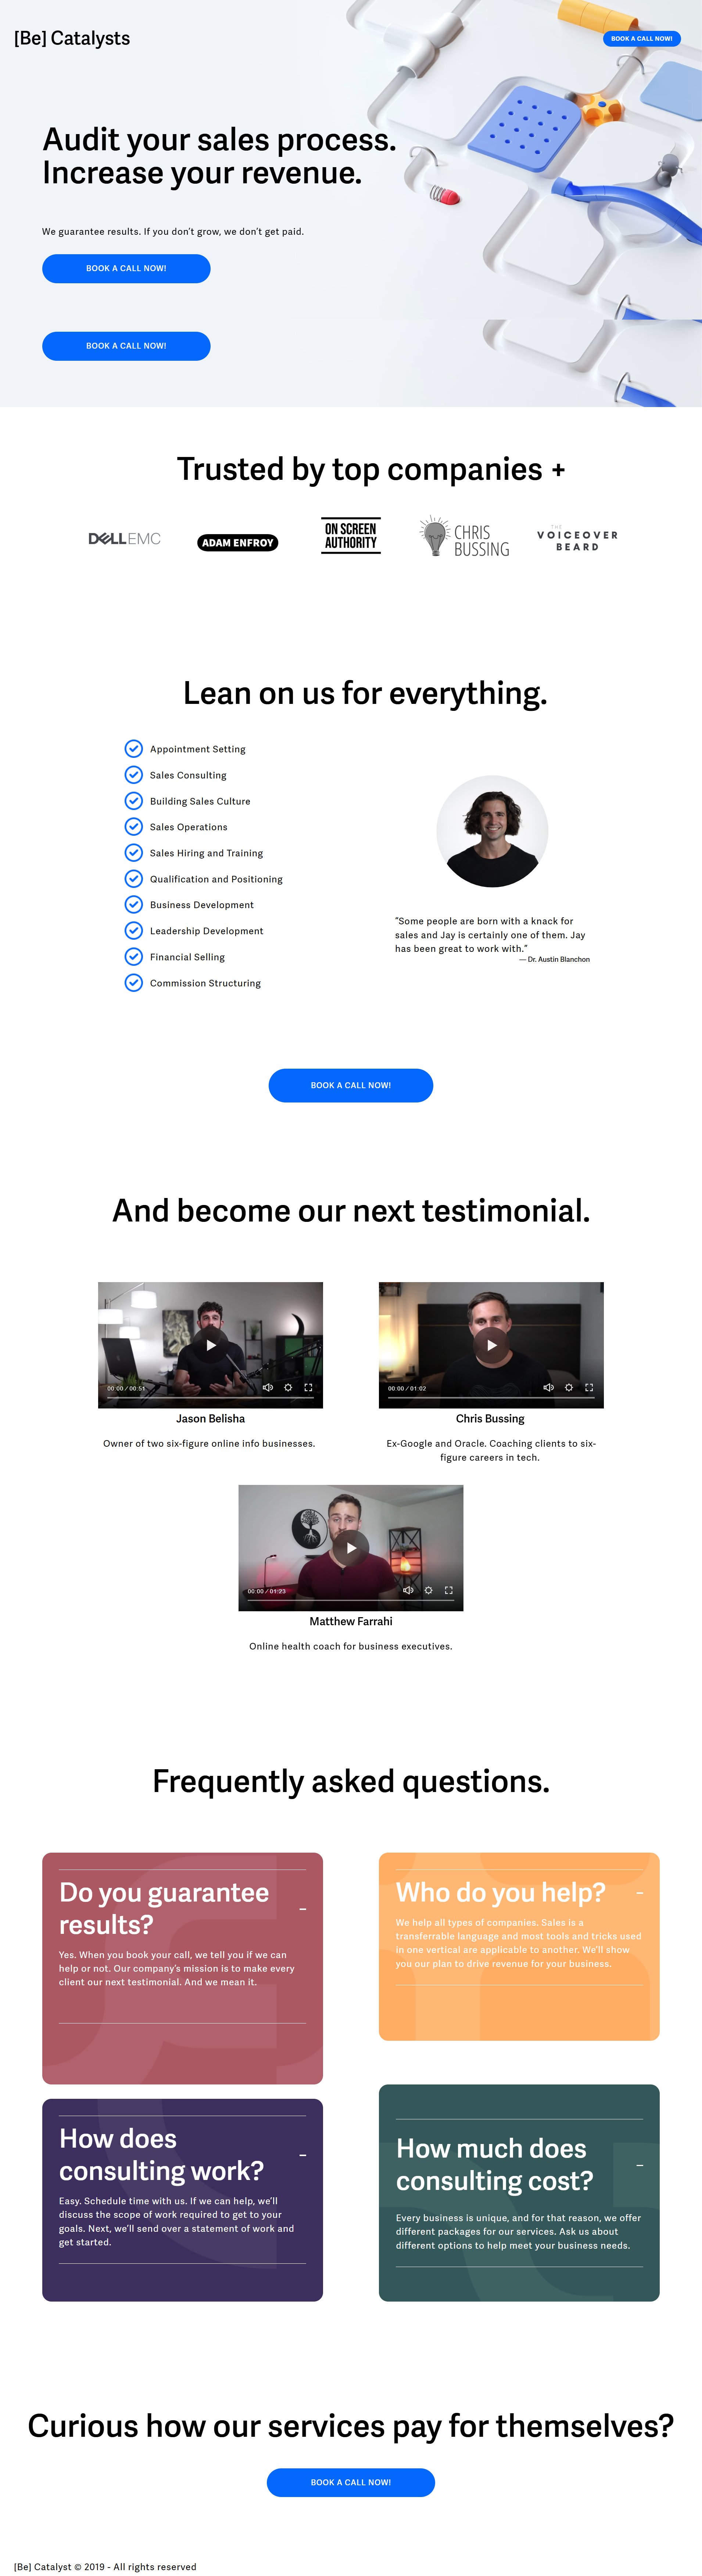 [Be] Catalysts
BOOK A CALL NOW!
Audit your sales process.
Increase your revenue.
We guarantee results. If you don't grow, we don't get paid.
BOOK A CALL NOW!
BOOK A CALL NOW!
Trusted by top companies +
DELL EMC
ADAM ENFROY
ON SCREEN
AUTHORITY
CHRIS
BUSSING
THE
VOICEOVER
BEARD
Lean on us for everything.
Appointment Setting
Sales Consulting
Building Sales Culture
Sales Operations
Sales Hiring and Training
Qualification and Positioning
Business Development
Leadership Development
Financial Selling
Commission Structuring
“Some people are born with a knack for
sales and Jay is certainly one of them. Jay
has been great to work with.”
— Dr. Austin Blanchon
BOOK A CALL NOW!
And become our next testimonial.
00:00 / 00:51
Jason Belisha
Owner of two six-figure online info businesses.
00:00 / 01:02
Chris Bussing
Ex-Google and Oracle. Coaching clients to six-
figure careers in tech.
00:00 / 01:23
Matthew Farrahi
Online health coach for business executives.
Frequently asked questions.
Do you guarantee
results?
Yes. When you book your call, we tell you if we can
help or not. Our company's mission is to make every
client our next testimonial. And we mean it.
Who do you help?
We help all types of companies. Sales is a
transferrable language and most tools and tricks used
in one vertical are applicable to another. We'll show
you our plan to drive revenue for your business.
How does
consulting work?
Easy. Schedule time with us. If we can help, we'll
discuss the scope of work required to get to your
goals. Next, we'll send over a statement of work and
get started.
How much does
consulting cost?
Every business is unique, and for that reason, we offer
different packages for our services. Ask us about
different options to help meet your business needs.
Curious how our services pay for themselves?
BOOK A CALL NOW!
[Be] Catalyst © 2019 - All rights reserved